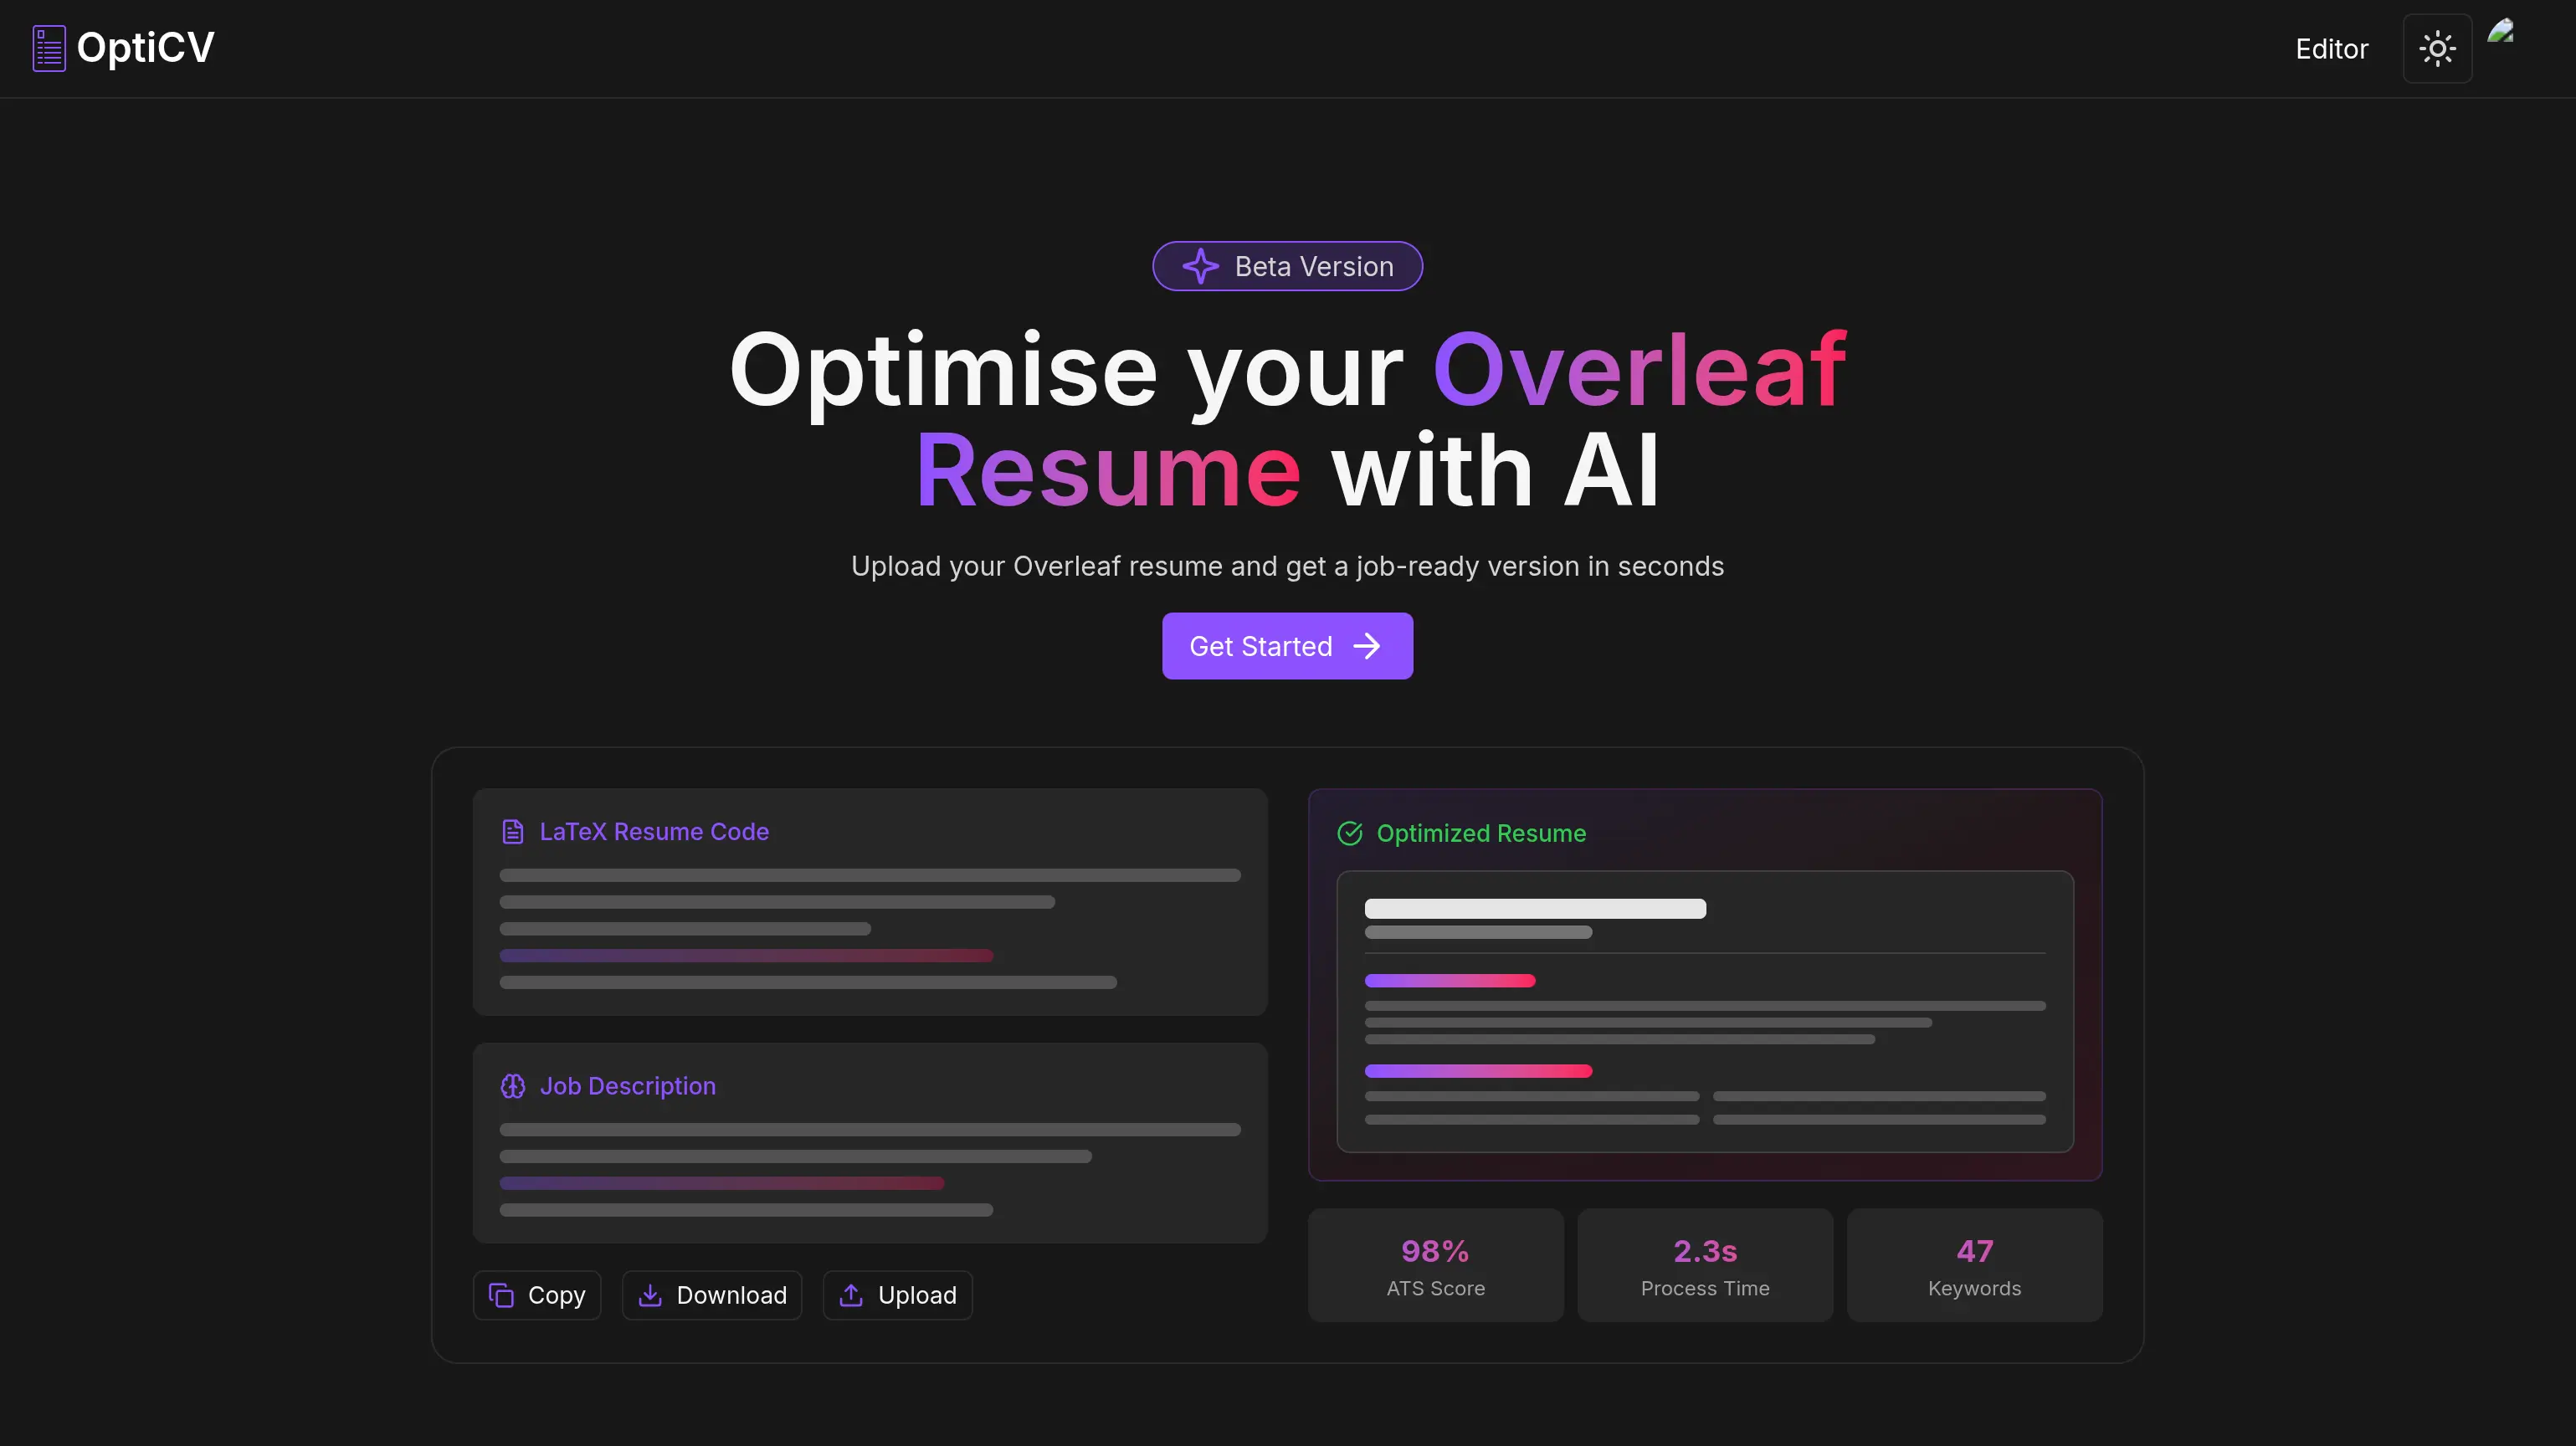 OptiCV
Editor
Beta Version
Optimise your Overleaf
Resume with AI
Upload your Overleaf resume and get a job-ready version in seconds
Get Started
LaTeX Resume Code
Job Description
Copy
Download
Upload
Optimized Resume
98%
ATS Score
2.3s
Process Time
47
Keywords